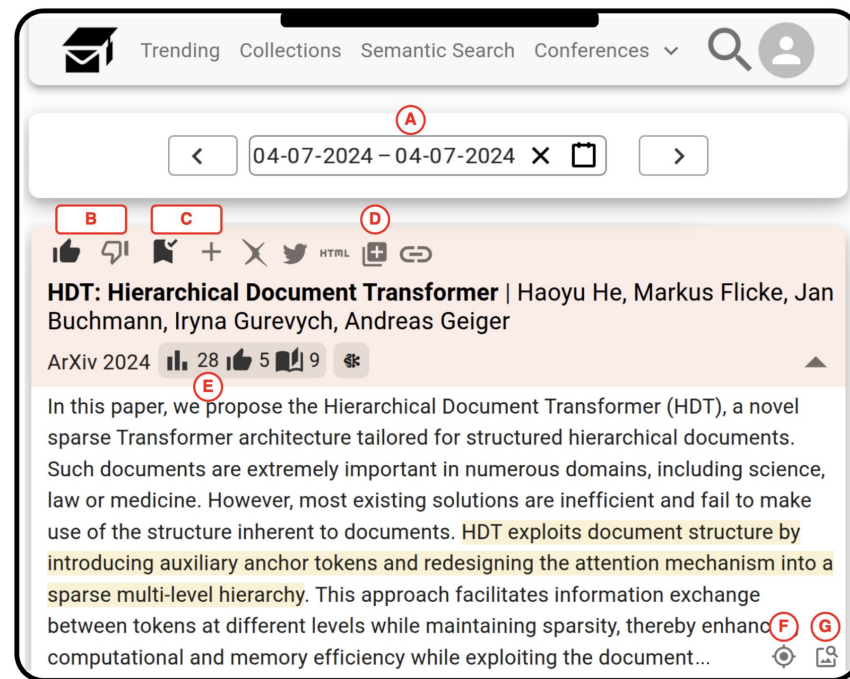 Trending Collections Semantic Search Conferences
A
04-07-2024 – 04-07-2024
B C D
HTML
HDT: Hierarchical Document Transformer | Haoyu He, Markus Flicke, Jan
Buchmann, Iryna Gurevych, Andreas Geiger
ArXiv 2024 28 5 9
E
In this paper, we propose the Hierarchical Document Transformer (HDT), a novel
sparse Transformer architecture tailored for structured hierarchical documents.
Such documents are extremely important in numerous domains, including science,
law or medicine. However, most existing solutions are inefficient and fail to make
use of the structure inherent to documents. HDT exploits document structure by
introducing auxiliary anchor tokens and redesigning the attention mechanism into a
sparse multi-level hierarchy. This approach facilitates information exchange
between tokens at different levels while maintaining sparsity, thereby enhanc F G
computational and memory efficiency while exploiting the document...